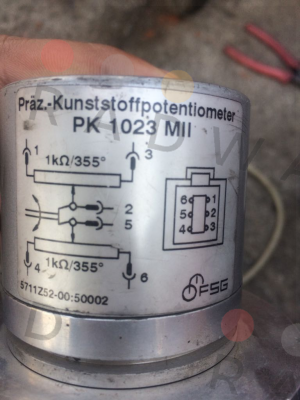 Präz.-Kunststoffpotentiometer
PK 1023 MII
1 3
1kΩ/355°
2
5
6 1
5 2
4 3
1kΩ/355°
4 6
5711Z52-00:50002
FSG